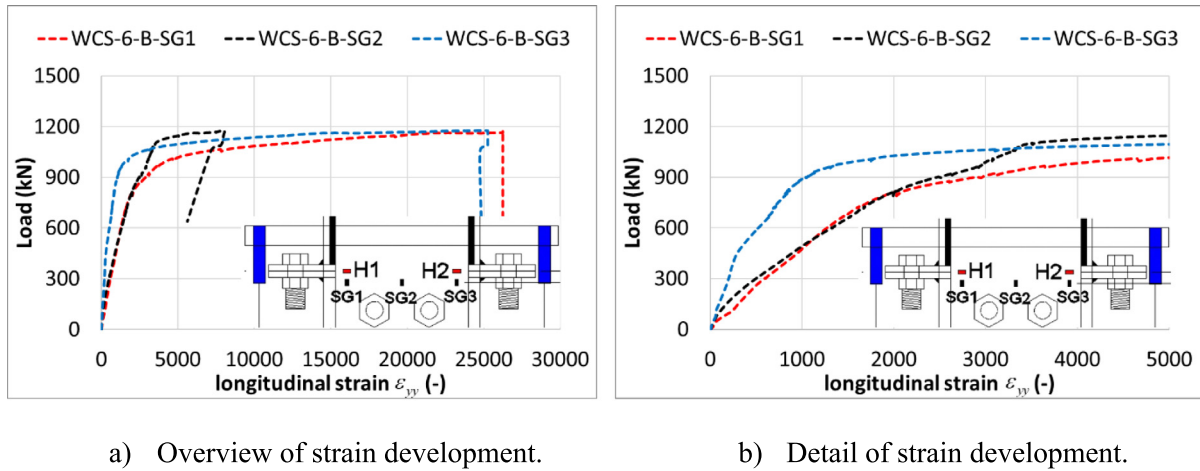 WCS-6-B-SG1 WCS-6-B-SG2 WCS-6-B-SG3
1500
1200
900
600
300
0
Load (kN)
H1 H2
SG1 SG2 SG3
0 5000 10000 15000 20000 25000 30000
longitudinal strain εyy (-)
a) Overview of strain development.
WCS-6-B-SG1 WCS-6-B-SG2 WCS-6-B-SG3
1500
1200
900
600
300
0
Load (kN)
H1 H2
SG1 SG2 SG3
0 1000 2000 3000 4000 5000
longitudinal strain εyy (-)
b) Detail of strain development.